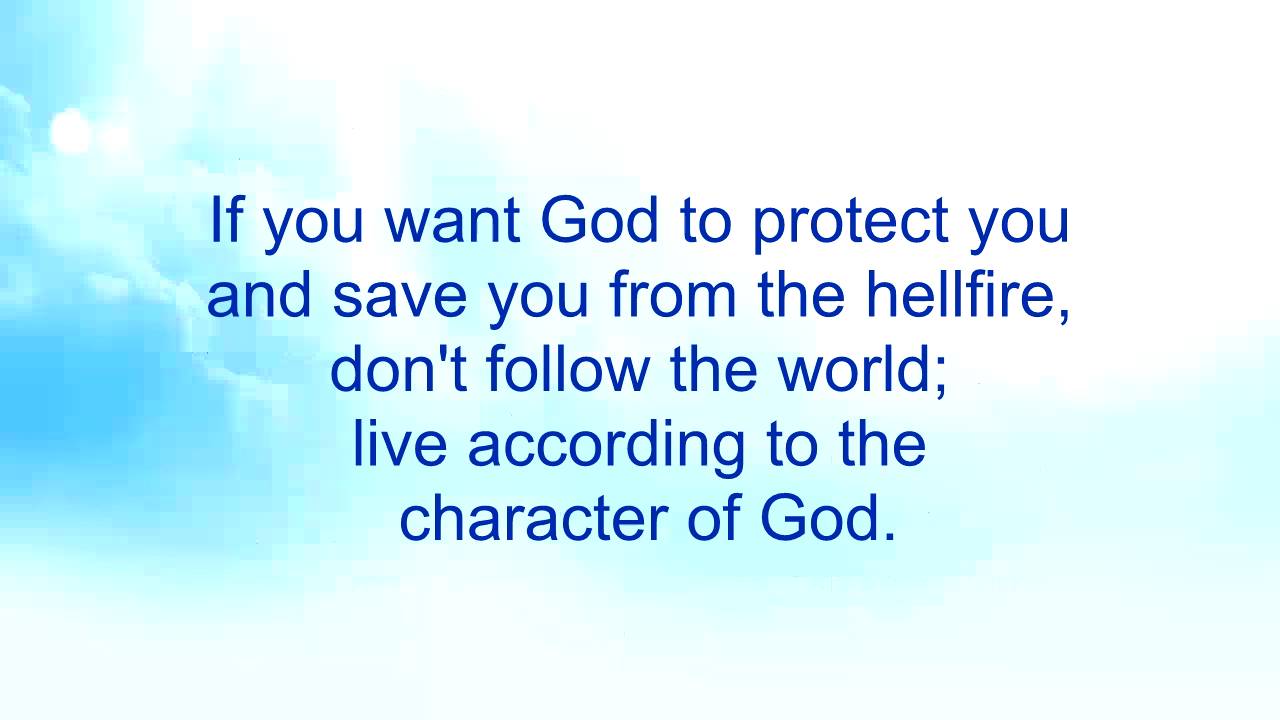 If you want God to protect you
and save you from the hellfire,
don't follow the world;
live according to the
character of God.